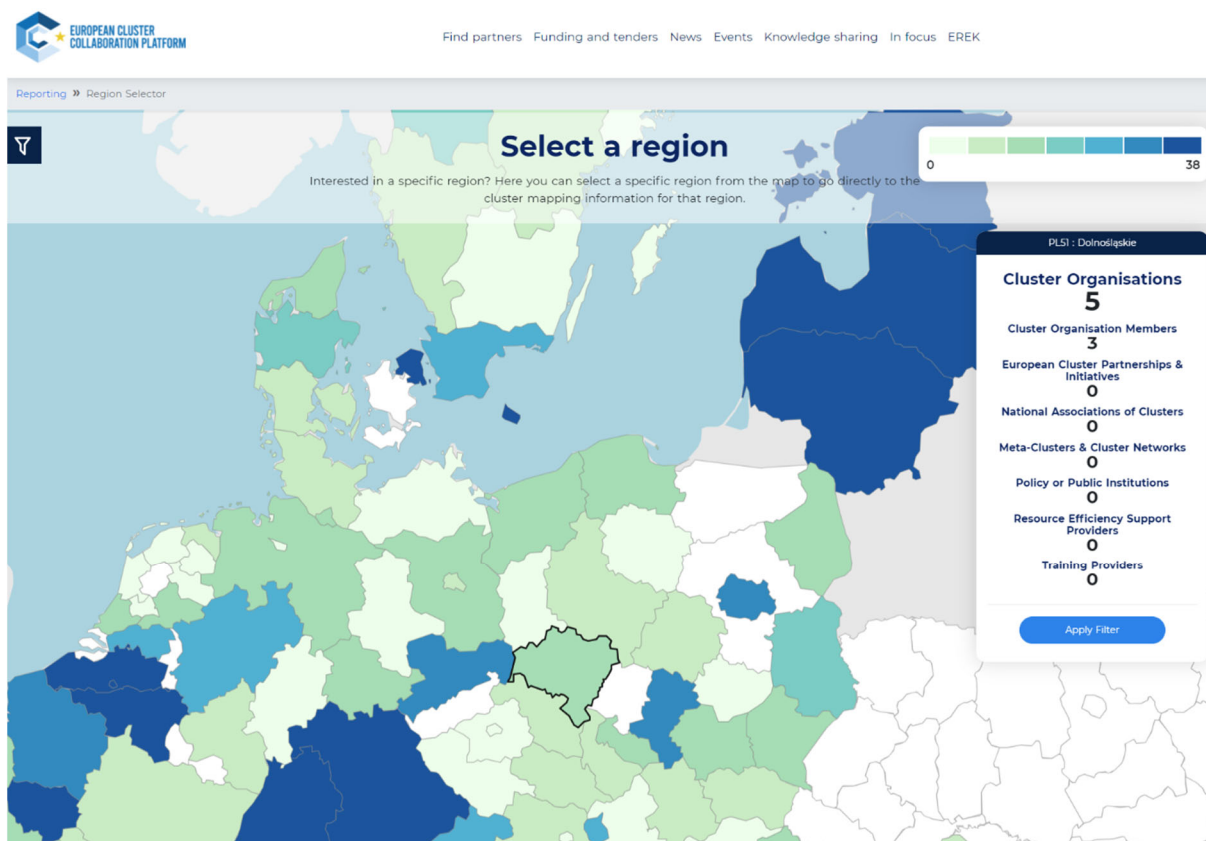 EUROPEAN CLUSTER
COLLABORATION PLATFORM
Find partners Funding and tenders News Events Knowledge sharing In focus EREK
Reporting » Region Selector
Select a region
Interested in a specific region? Here you can select a specific region from the map to go directly to the
cluster mapping information for that region.
0 38
PL51 : Dolnośląskie
Cluster Organisations
5
Cluster Organisation Members
3
European Cluster Partnerships &
Initiatives
0
National Associations of Clusters
0
Meta-Clusters & Cluster Networks
0
Policy or Public Institutions
0
Resource Efficiency Support
Providers
0
Training Providers
0
Apply Filter